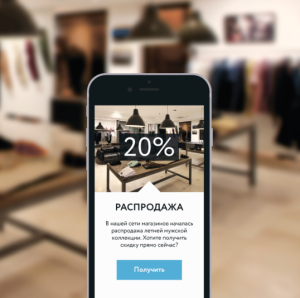 20%
РАСПРОДАЖА
В нашей сети магазинов началась
распродажа летней мужской
коллекции. Хотите получить
скидку прямо сейчас?
Получить